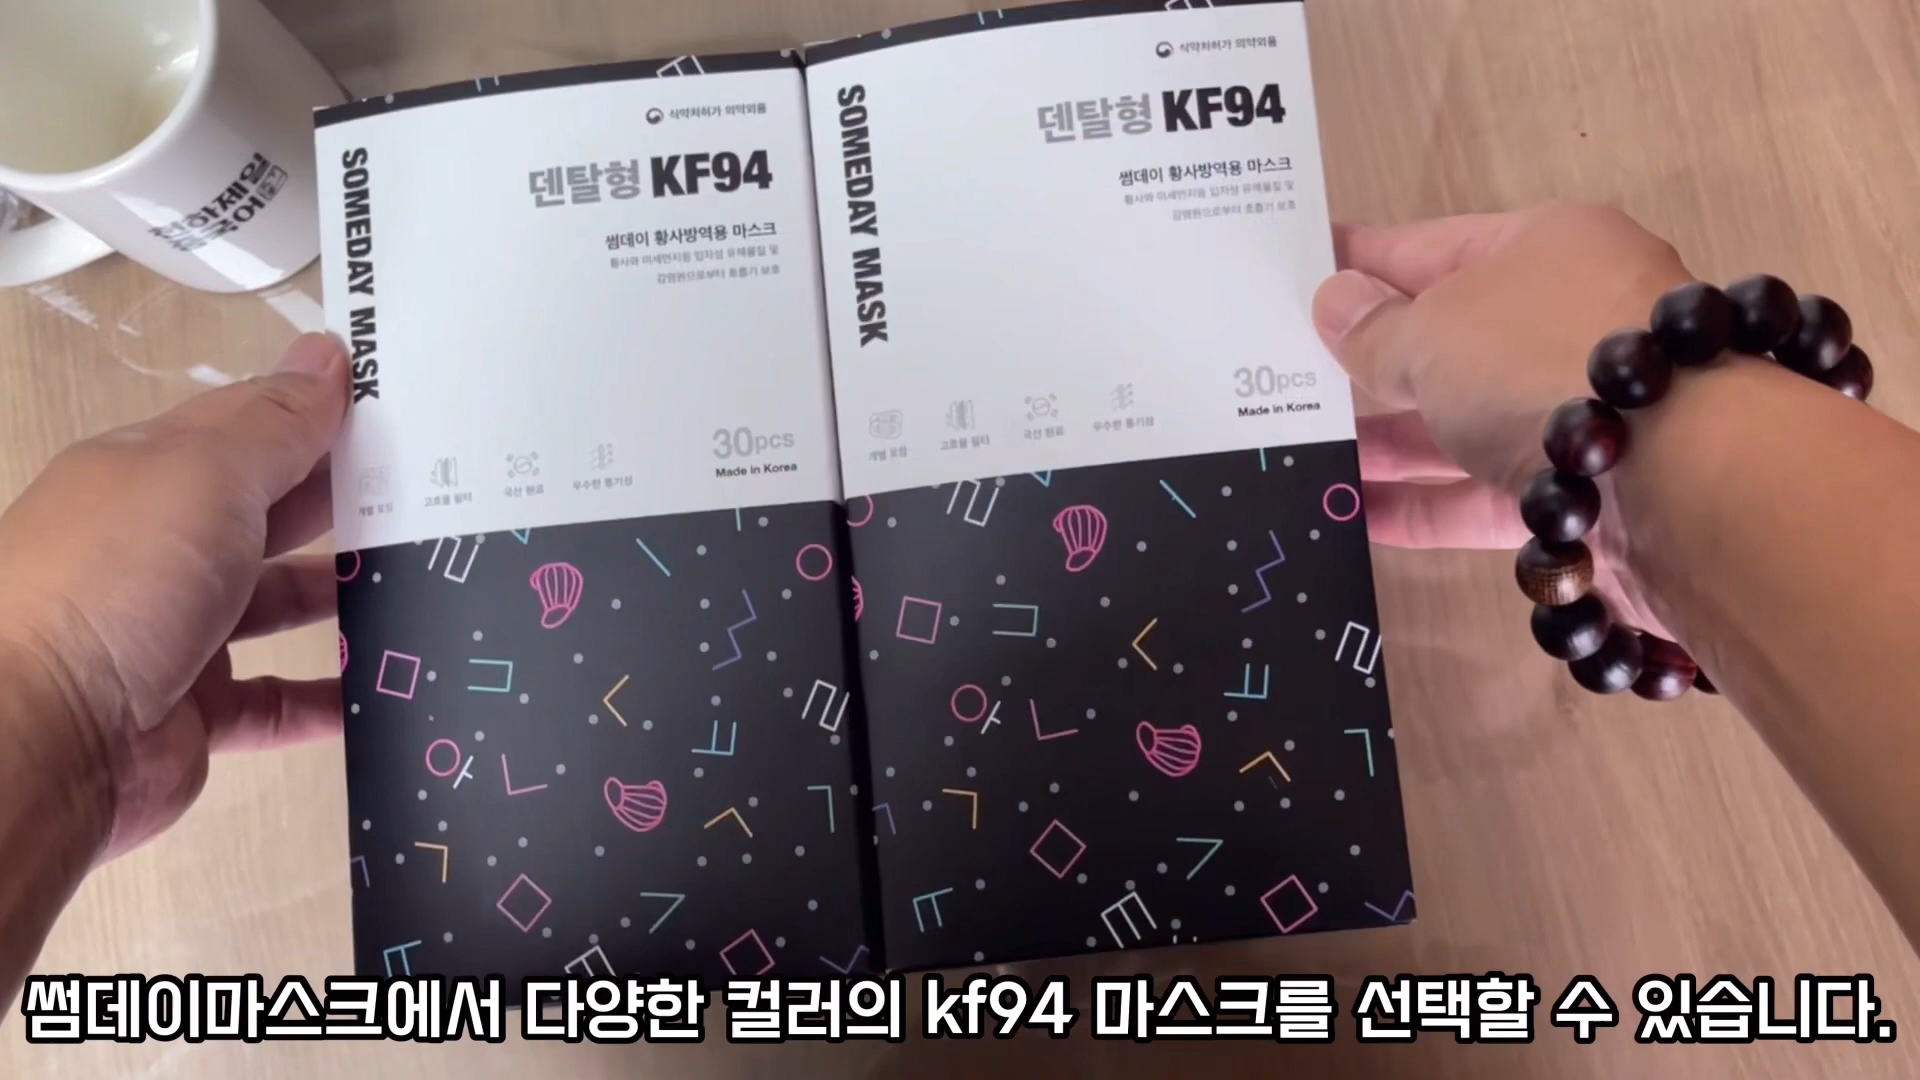 식약처허가 의약외품
덴탈형 KF94
썸데이 황사방역용 마스크
황사와 미세먼지등 입자성 유해물질 및
감염원으로부터 호흡기 보호
SOMEDAY MASK
30pcs
Made in Korea
개별 포장
고효율 필터
국산 원료
우수한 통기성
식약처허가 의약외품
덴탈형 KF94
썸데이 황사방역용 마스크
황사와 미세먼지등 입자성 유해물질 및
감염원으로부터 호흡기 보호
SOMEDAY MASK
30pcs
Made in Korea
개별 포장
고효율 필터
국산 원료
우수한 통기성
썸데이마스크에서 다양한 컬러의 kf94 마스크를 선택할 수 있습니다.